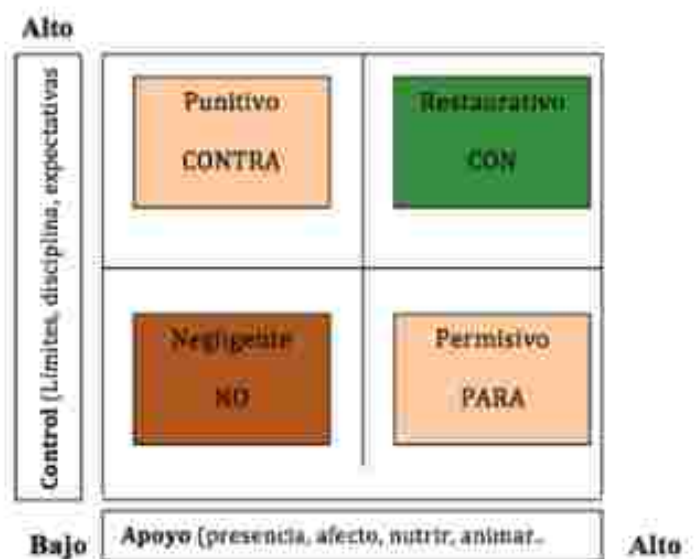 Alto
Control (Límites, disciplina, expectativas
Punitivo
CONTRA
Restaurativo
CON
Negligente
NO
Permisivo
PARA
Bajo
Apoyo (presencia, afecto, nutrir, animar..
Alto